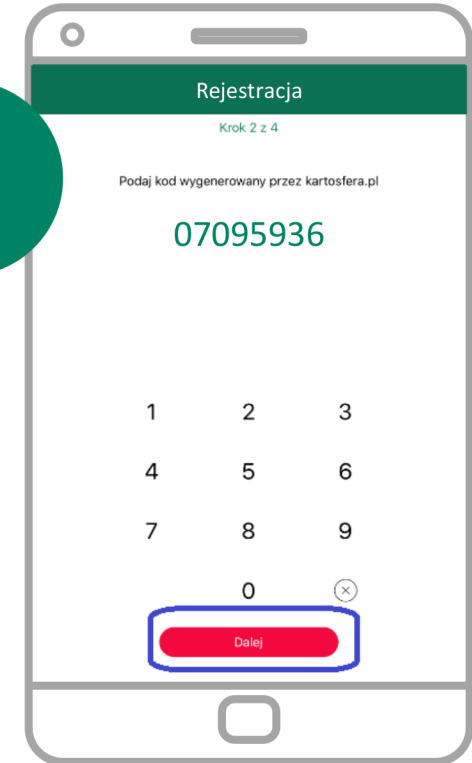 Rejestracja
Krok 2 z 4
Podaj kod wygenerowany przez kartosfera.pl
07095936
1 2 3
4 5 6
7 8 9
0
Dalej